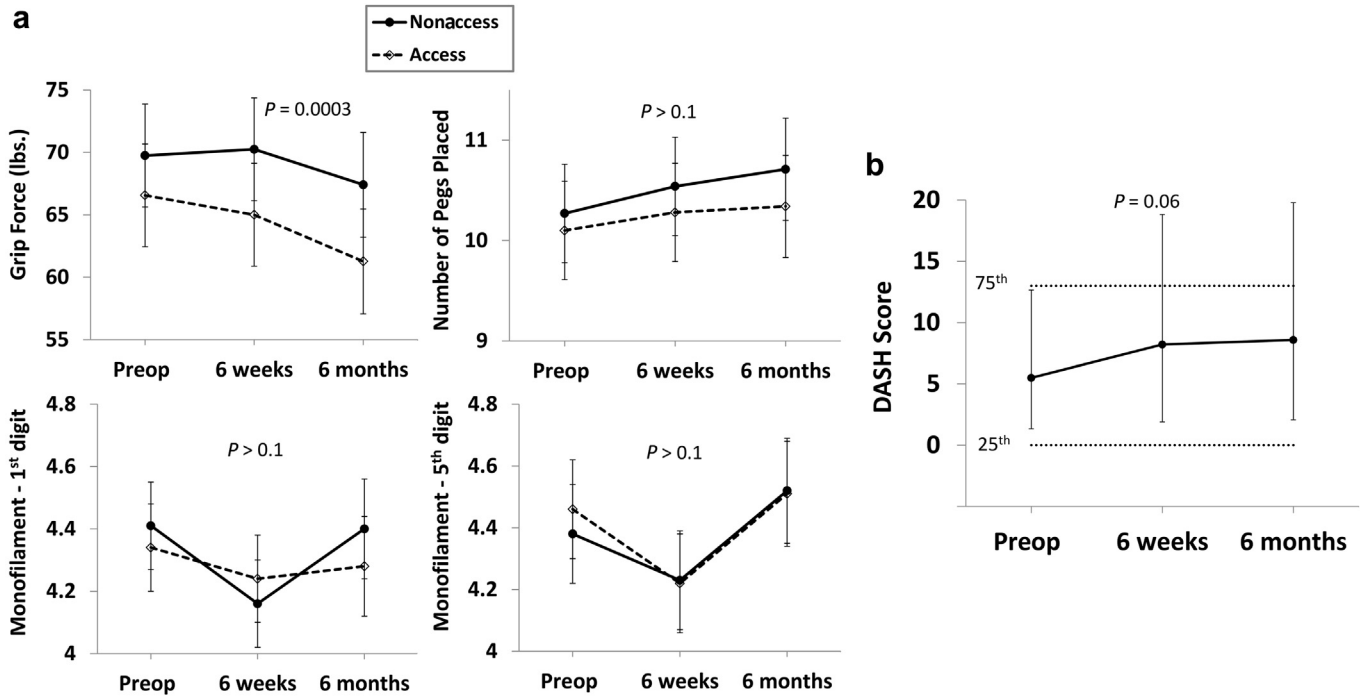 a
Nonaccess
Access
Grip Force (lbs.)
75
70
65
60
55
P = 0.0003
Preop 6 weeks 6 months
Number of Pegs Placed
11
10
9
P > 0.1
Preop 6 weeks 6 months
Monofilament - 1st digit
4.8
4.6
4.4
4.2
4
P > 0.1
Preop 6 weeks 6 months
Monofilament - 5th digit
4.8
4.6
4.4
4.2
4
P > 0.1
Preop 6 weeks 6 months
b
DASH Score
20
15
10
5
0
P = 0.06
75th
25th
Preop 6 weeks 6 months